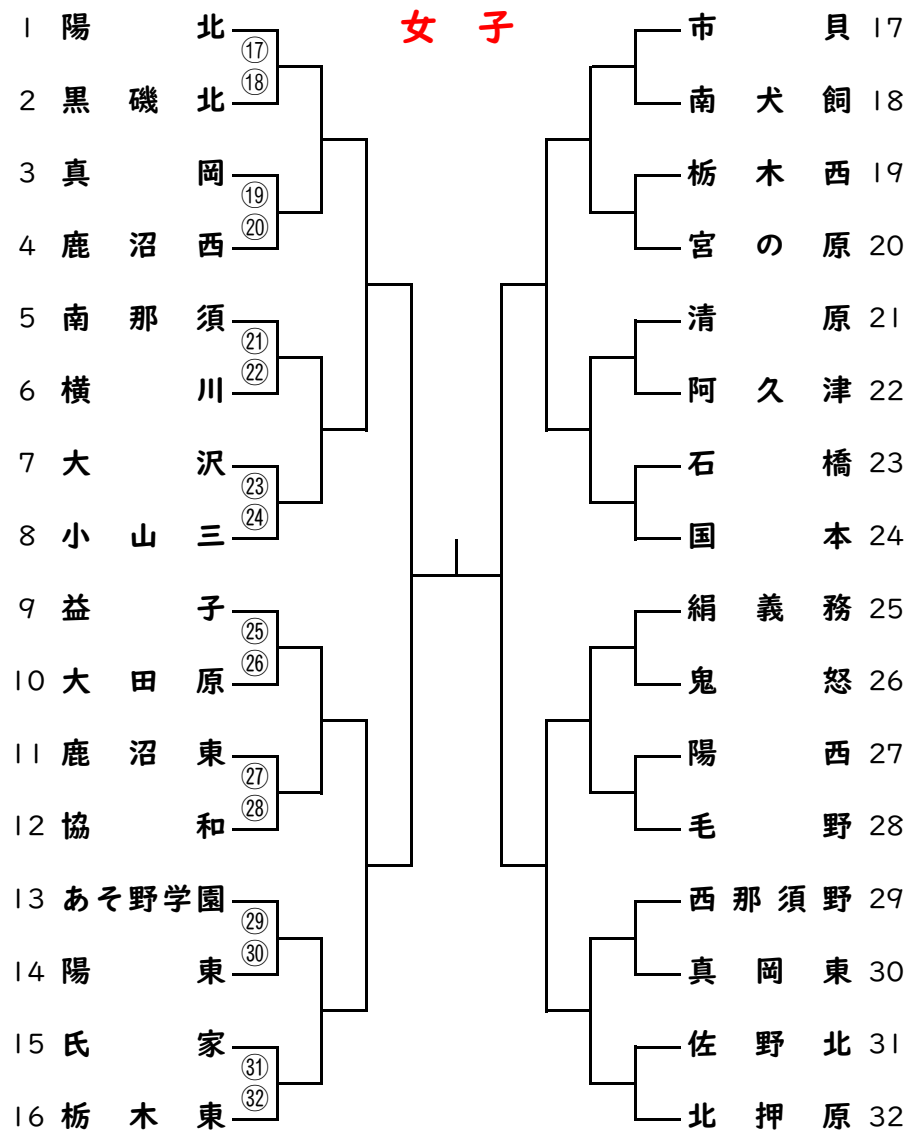 女子
1 陽北
⑰
⑱
2 黒磯北
3 真岡
⑲
⑳
4 鹿沼西
5 南那須
㉑
㉒
6 横川
7 大沢
㉓
㉔
8 小山三
9 益子
㉕
㉖
10 大田原
11 鹿沼東
㉗
㉘
12 協和
13 あそ野学園
㉙
㉚
14 陽東
15 氏家
㉛
㉜
16 栃木東
市貝 17
南犬飼 18
栃木西 19
宮の原 20
清原 21
阿久津 22
石橋 23
国本 24
絹義務 25
鬼怒 26
陽西 27
毛野 28
西那須野 29
真岡東 30
佐野北 31
北押原 32